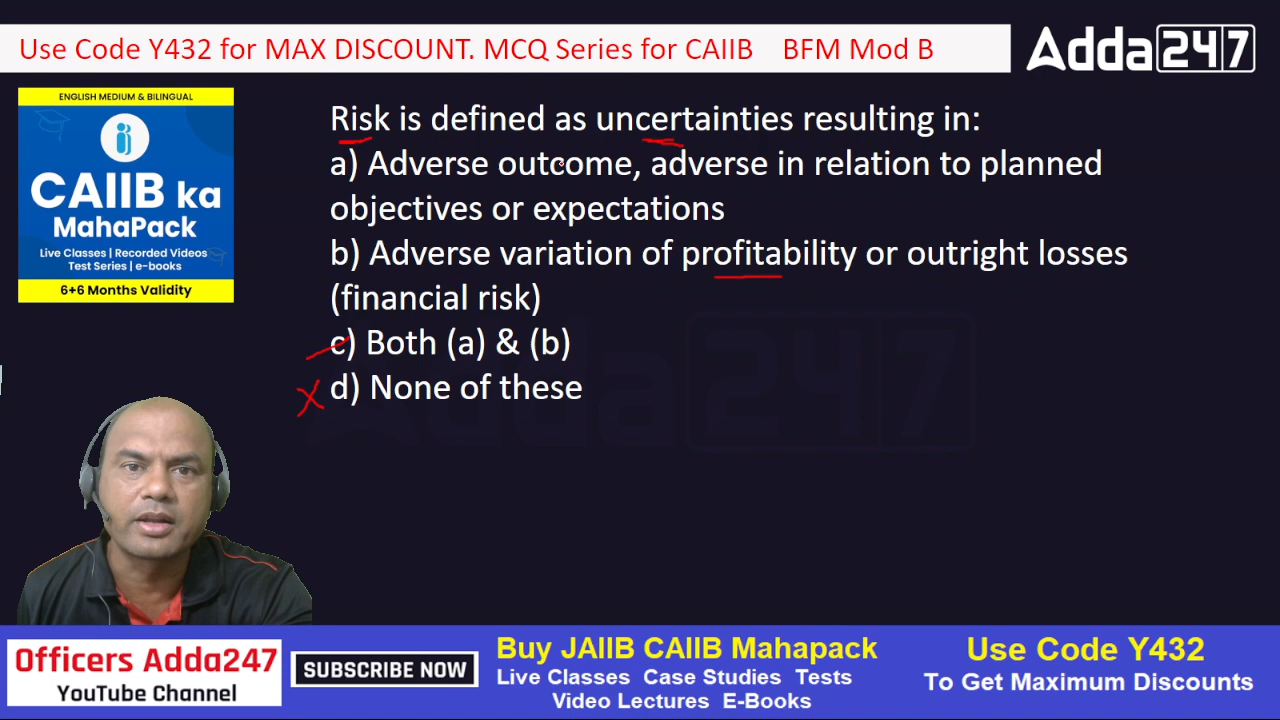 Use Code Y432 for MAX DISCOUNT. MCQ Series for CAIIB BFM Mod B
Adda247
ENGLISH MEDIUM & BILINGUAL
CAIIB ka
MahaPack
Live Classes | Recorded Videos
Test Series | e-books
6+6 Months Validity
Risk is defined as uncertainties resulting in:
a) Adverse outcome, adverse in relation to planned
objectives or expectations
b) Adverse variation of profitability or outright losses
(financial risk)
c) Both (a) & (b)
d) None of these
Adda247
Officers Adda247
YouTube Channel
SUBSCRIBE NOW
Buy JAIIB CAIIB Mahapack
Live Classes Case Studies Tests
Video Lectures E-Books
Use Code Y432
To Get Maximum Discounts